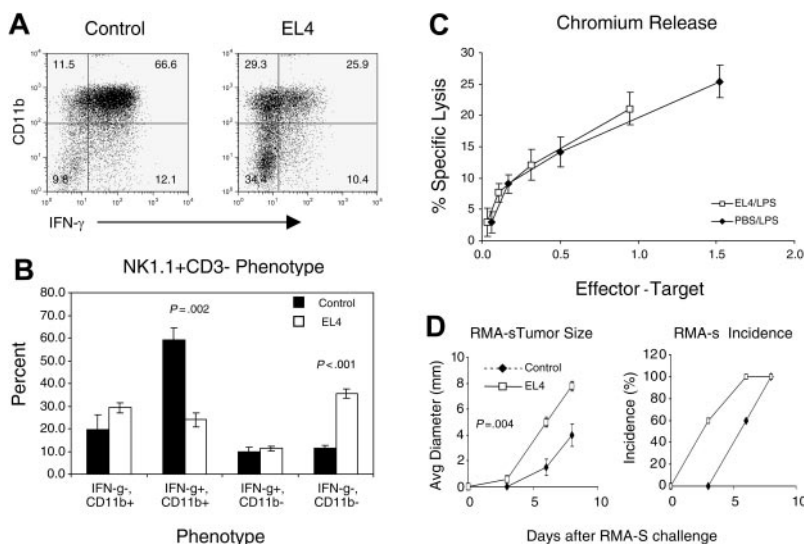 A
Control
EL4
11.5
66.6
29.3
25.9
CD11b
10⁰ 10¹ 10² 10³ 10⁴
9.8
12.1
34.4
10.4
10⁰ 10¹ 10² 10³ 10⁴
10⁰ 10¹ 10² 10³ 10⁴
IFN-γ
B
NK1.1+CD3- Phenotype
Percent
80.0
70.0
60.0
50.0
40.0
30.0
20.0
10.0
0.0
P=.002
Control
EL4
P<.001
IFN-g-, CD11b+
IFN-g+, CD11b+
IFN-g+, CD11b-
IFN-g-, CD11b-
Phenotype
C
Chromium Release
% Specific Lysis
30
25
20
15
10
5
0
EL4/LPS
PBS/LPS
0.0 0.5 1.0 1.5 2.0
Effector-Target
D
RMA-sTumor Size
RMA-s Incidence
Avg Diameter (mm)
8
6
4
2
0
Control
EL4
P=.004
0 5 10
Incidence (%)
120
100
80
60
40
20
0
0 5 10
Days after RMA-S challenge